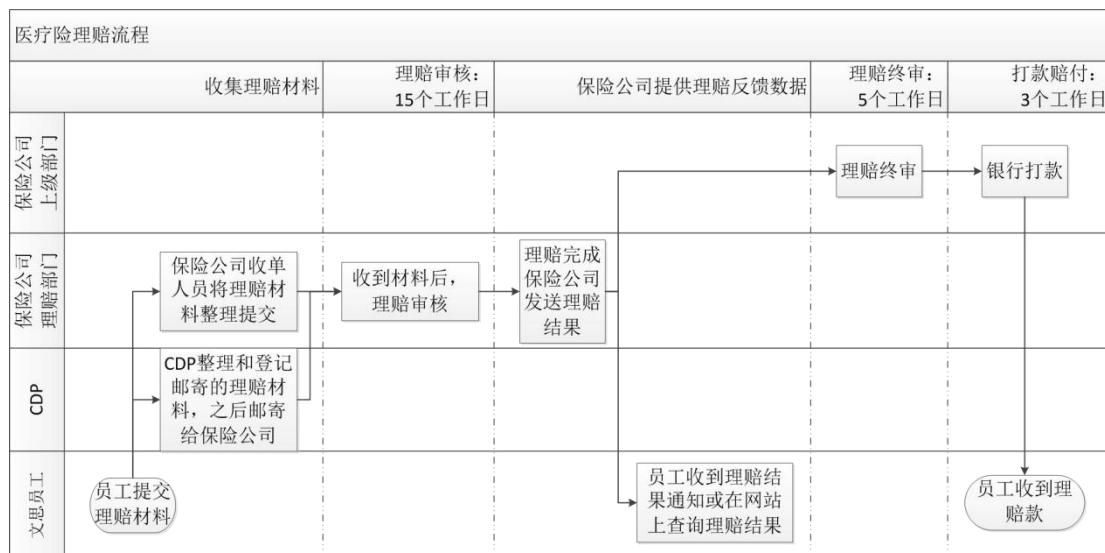 医疗险理赔流程
收集理赔材料
理赔审核：
15个工作日
保险公司提供理赔反馈数据
理赔终审：
5个工作日
打款赔付：
3个工作日
保险公司
上级部门
理赔终审
银行打款
保险公司
理赔部门
保险公司收单
人员将理赔材
料整理提交
收到材料后，
理赔审核
理赔完成
保险公司
发送理赔
结果
CDP
CDP整理和登记
邮寄的理赔材
料，之后邮寄
给保险公司
文思员工
员工提交
理赔材料
员工收到理赔结
果通知或在网站
上查询理赔结果
员工收到理
赔款